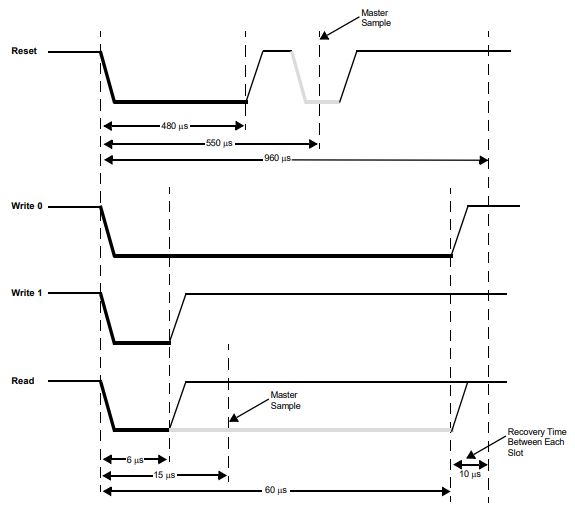 Master
Sample
Reset
480 μs
550 μs
960 μs
Write 0
Write 1
Read
Master
Sample
Recovery Time
Between Each
Slot
6 μs
10 μs
15 μs
60 μs